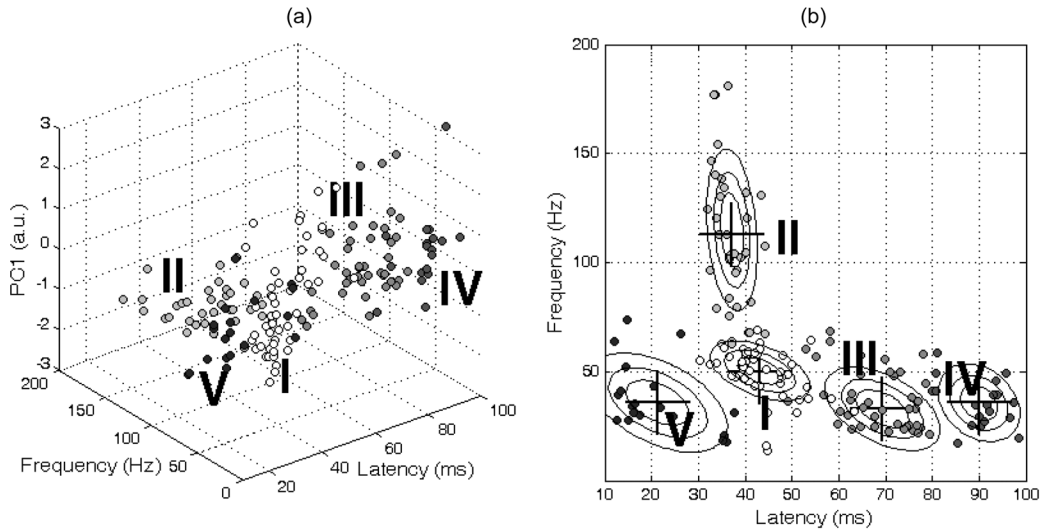 (a)
3
2
1
0
-1
-2
-3
PC1 (a.u.)
200
150
100
50
0
Frequency (Hz)
20
40
60
80
100
Latency (ms)
I
II
III
IV
V
(b)
200
150
100
50
Frequency (Hz)
10 20 30 40 50 60 70 80 90 100
Latency (ms)
II
III
IV
I
V